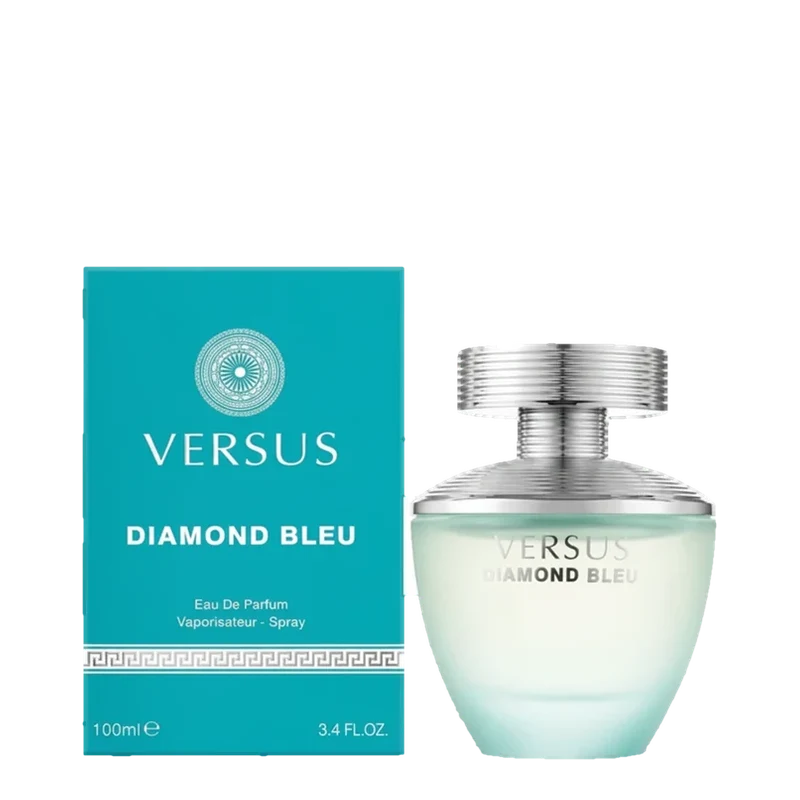 VERSUS
DIAMOND BLEU
Eau De Parfum
Vaporisateur - Spray
100ml℮
3.4 FL.OZ.
VERSUS
DIAMOND BLEU